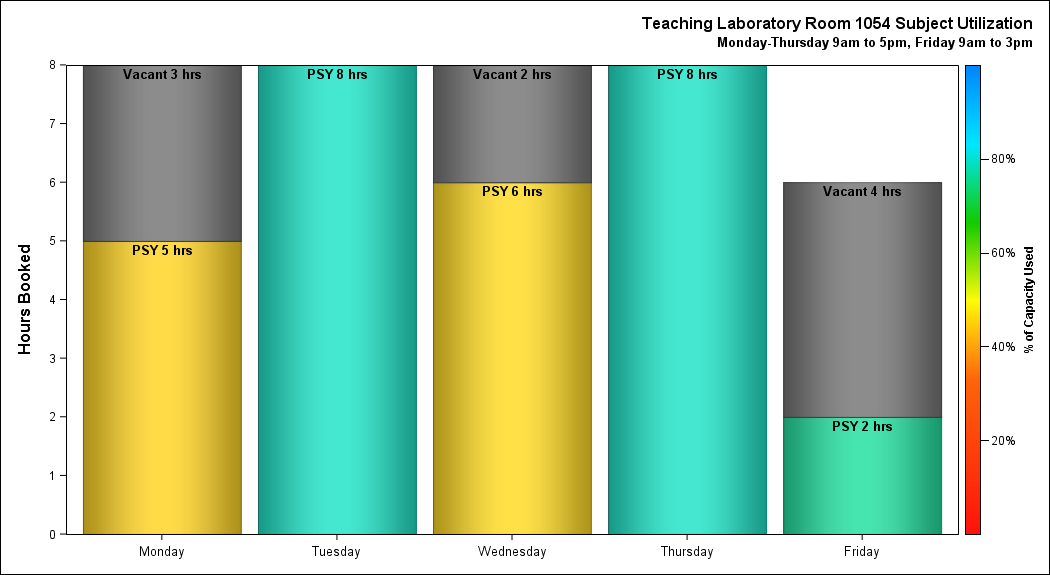 Teaching Laboratory Room 1054 Subject Utilization
Monday-Thursday 9am to 5pm, Friday 9am to 3pm
Hours Booked
8
7
6
5
4
3
2
1
0
Vacant 3 hrs
PSY 5 hrs
PSY 8 hrs
Vacant 2 hrs
PSY 6 hrs
PSY 8 hrs
Vacant 4 hrs
PSY 2 hrs
Monday
Tuesday
Wednesday
Thursday
Friday
80%
60%
40%
20%
% of Capacity Used